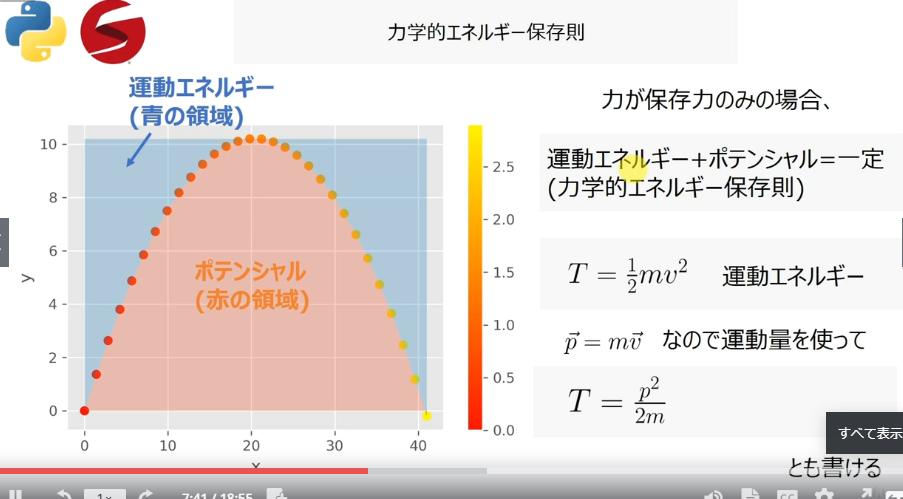 力学的エネルギー保存則
運動エネルギー
(青の領域)
力が保存力のみの場合、
運動エネルギー+ポテンシャル=一定
(力学的エネルギー保存則)
ポテンシャル
(赤の領域)
T = 1/2 mv² 運動エネルギー
p⃗ = mv⃗ なので運動量を使って
T = p²/2m
とも書ける
すべて表示
10
8
6
4
2
0
y
0 10 20 30 40
x
2.5
2.0
1.5
1.0
0.5
0.0
1x
7:41 / 18:55